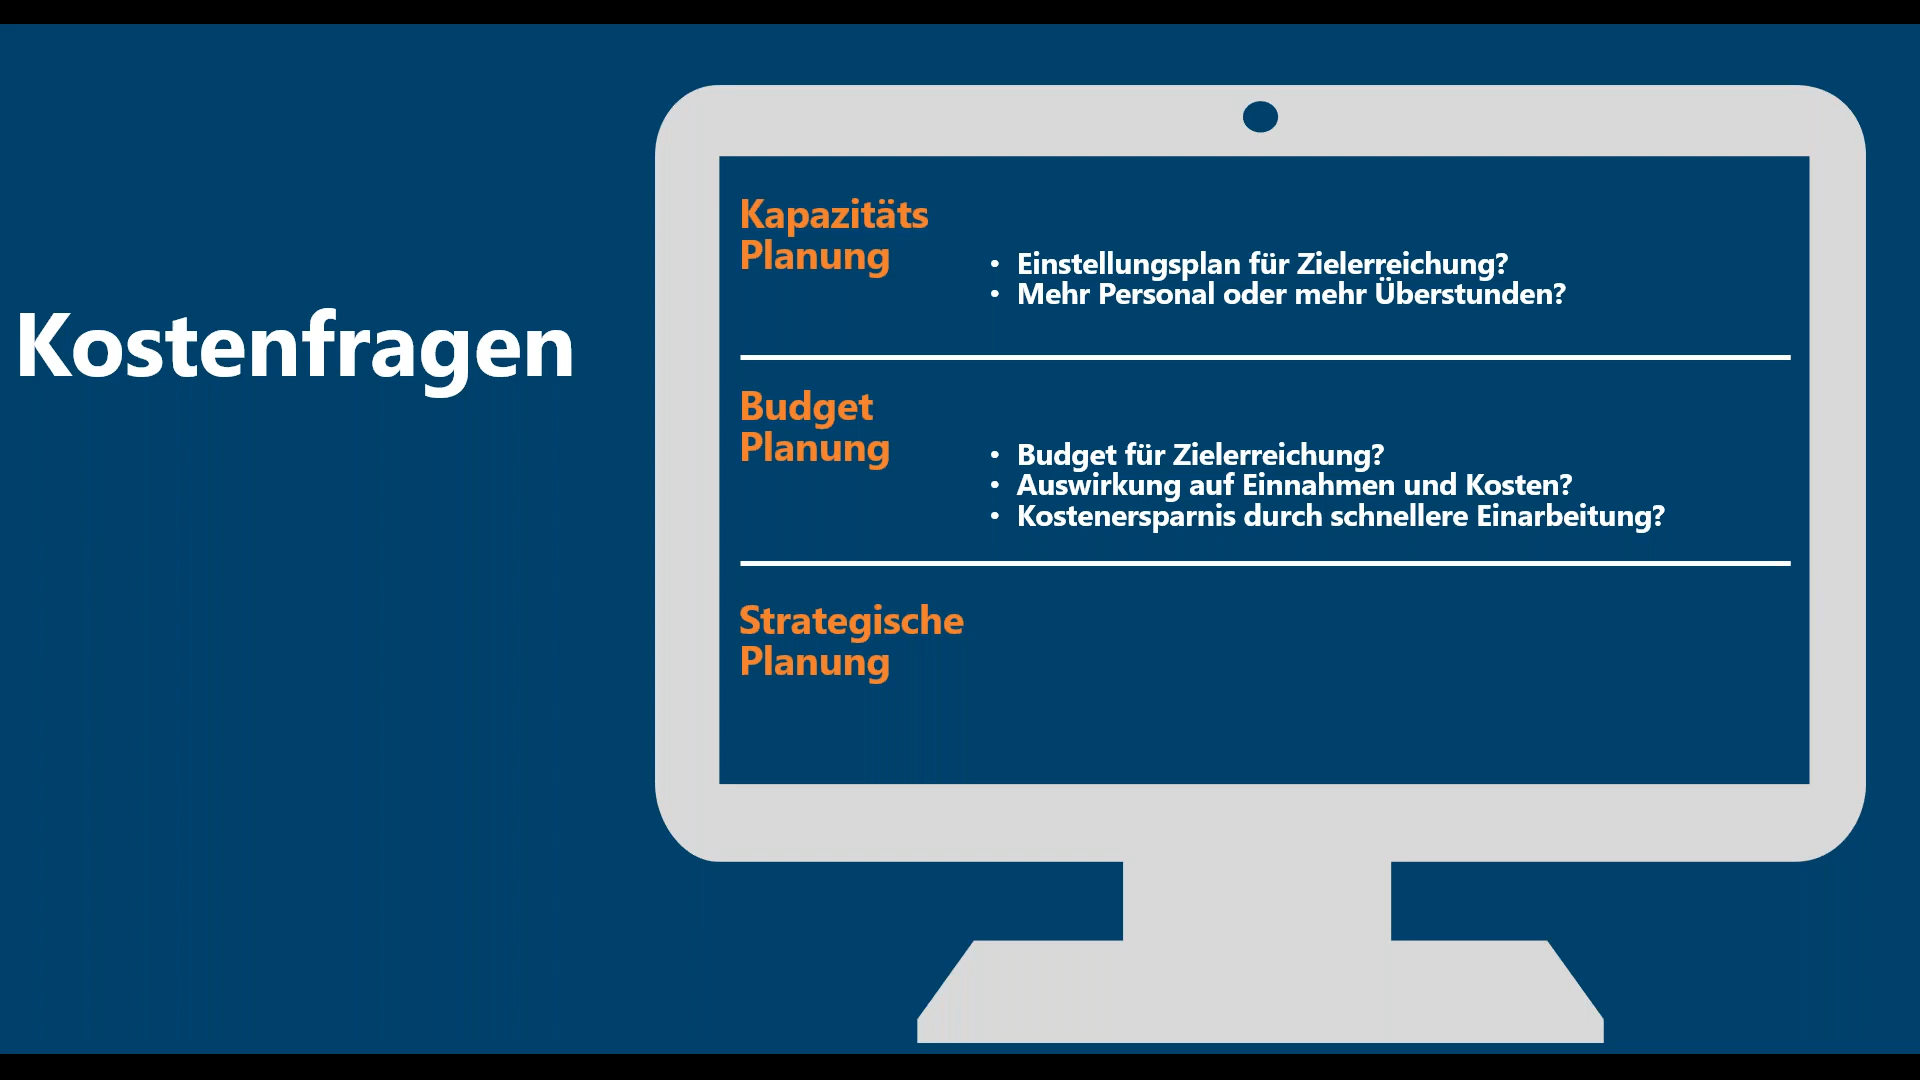 Kostenfragen
Kapazitäts
Planung
• Einstellungsplan für Zielerreichung?
• Mehr Personal oder mehr Überstunden?
Budget
Planung
• Budget für Zielerreichung?
• Auswirkung auf Einnahmen und Kosten?
• Kostenersparnis durch schnellere Einarbeitung?
Strategische
Planung